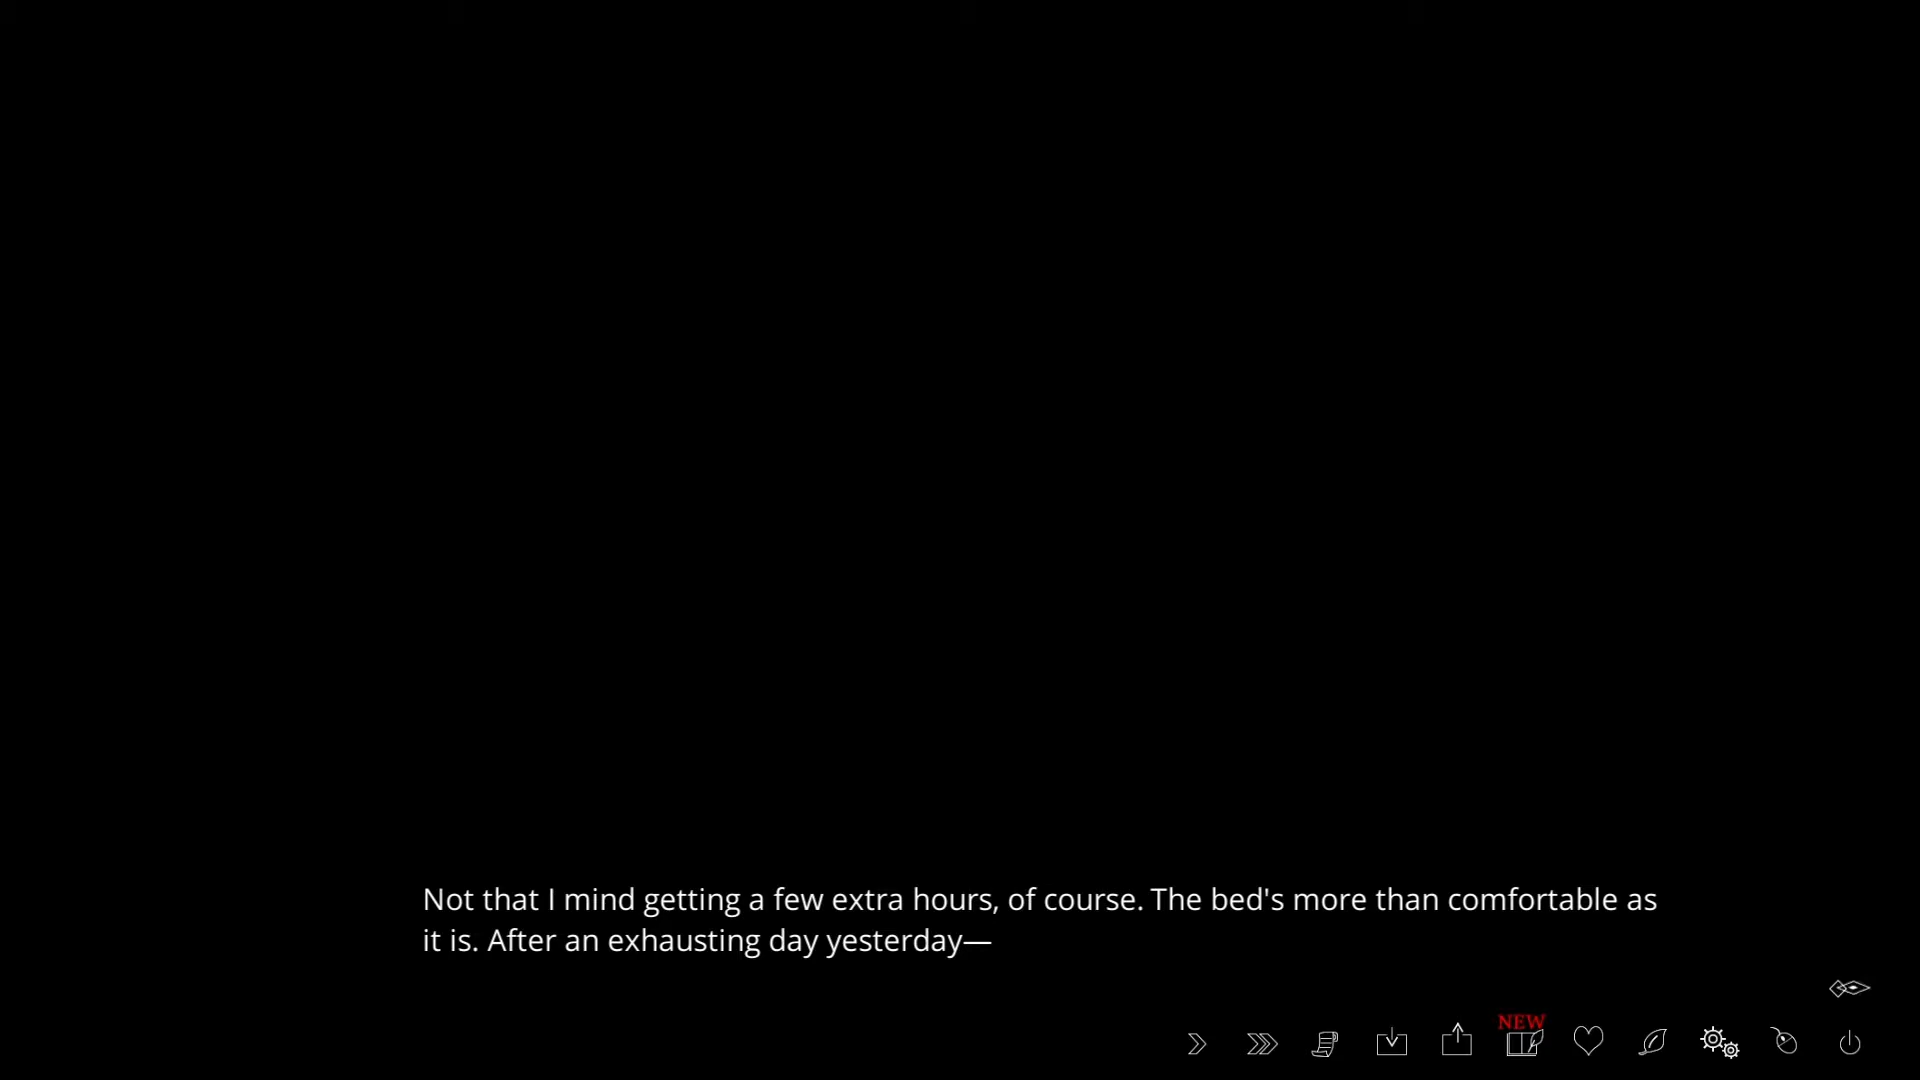 Not that I mind getting a few extra hours, of course. The bed's more than comfortable as
it is. After an exhausting day yesterday—
NEW